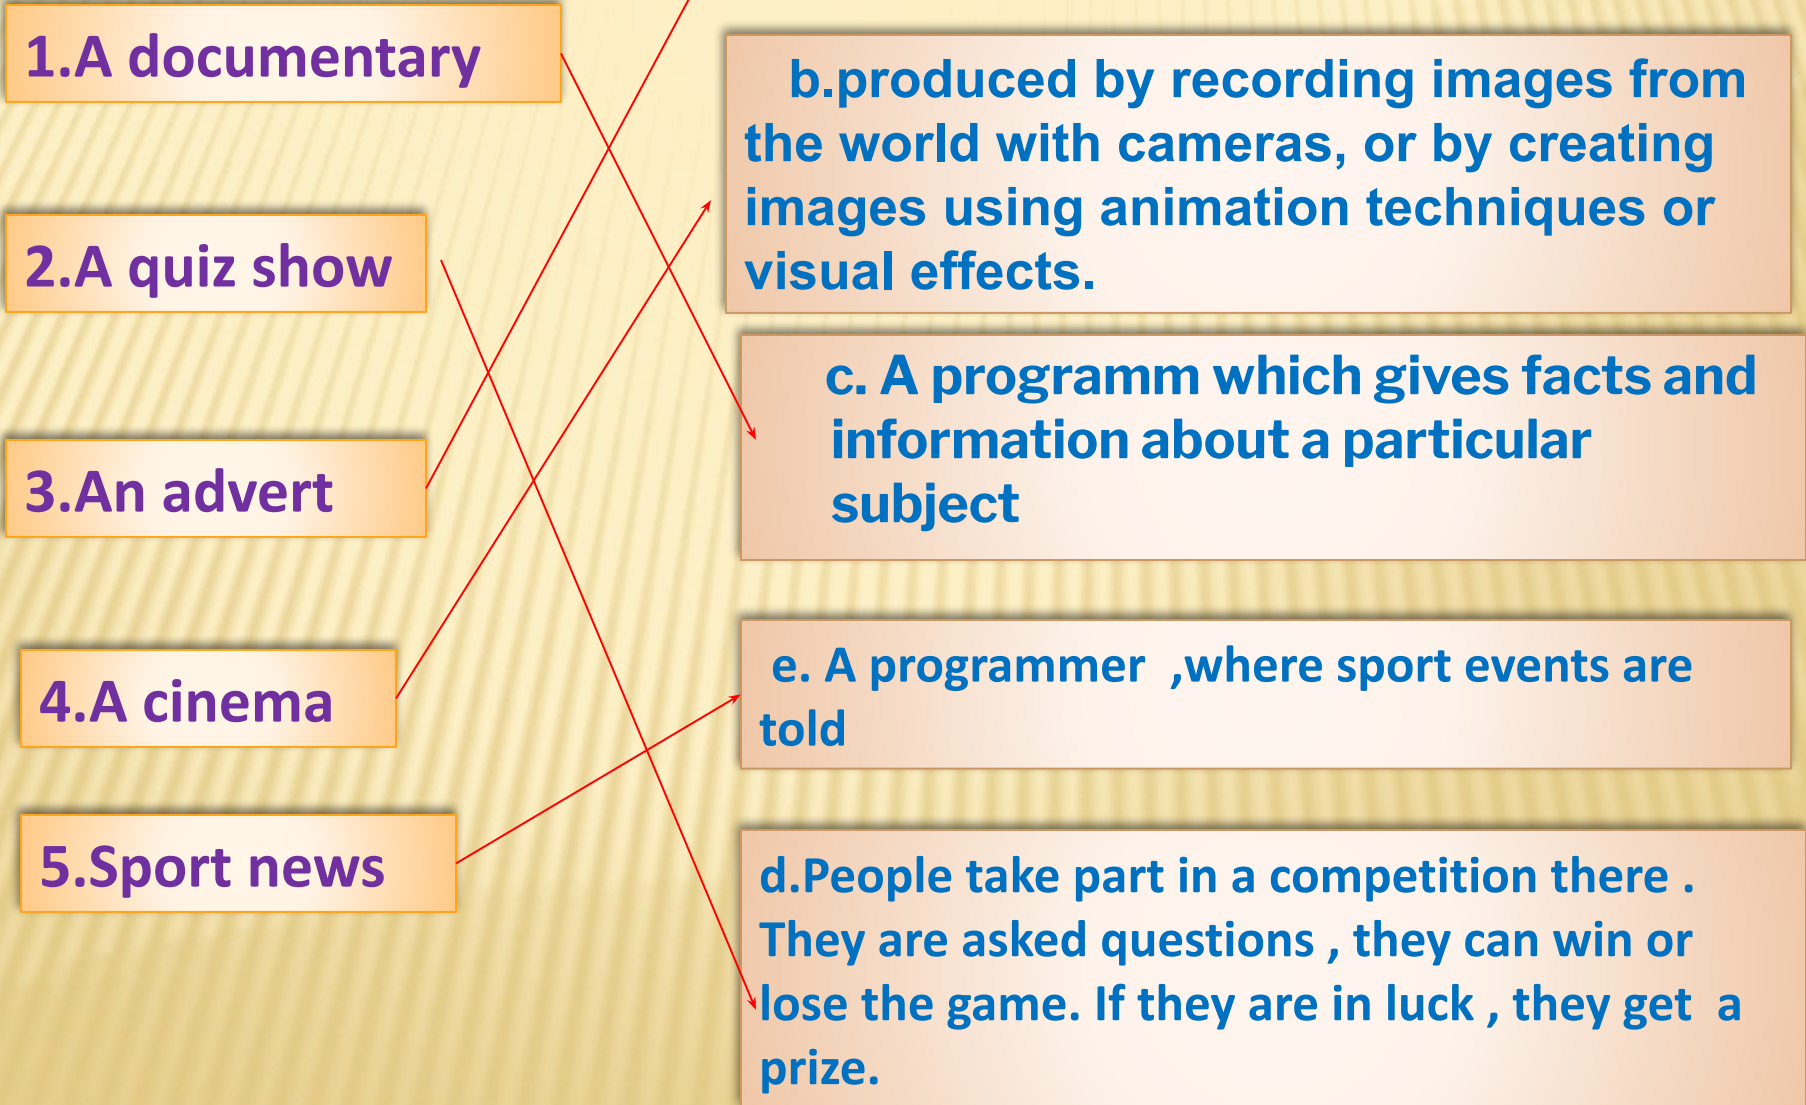 1.A documentary
2.A quiz show
3.An advert
4.A cinema
5.Sport news
b.produced by recording images from
the world with cameras, or by creating
images using animation techniques or
visual effects.
c. A programm which gives facts and
information about a particular
subject
e. A programmer ,where sport events are
told
d.People take part in a competition there .
They are asked questions , they can win or
lose the game. If they are in luck , they get a
prize.